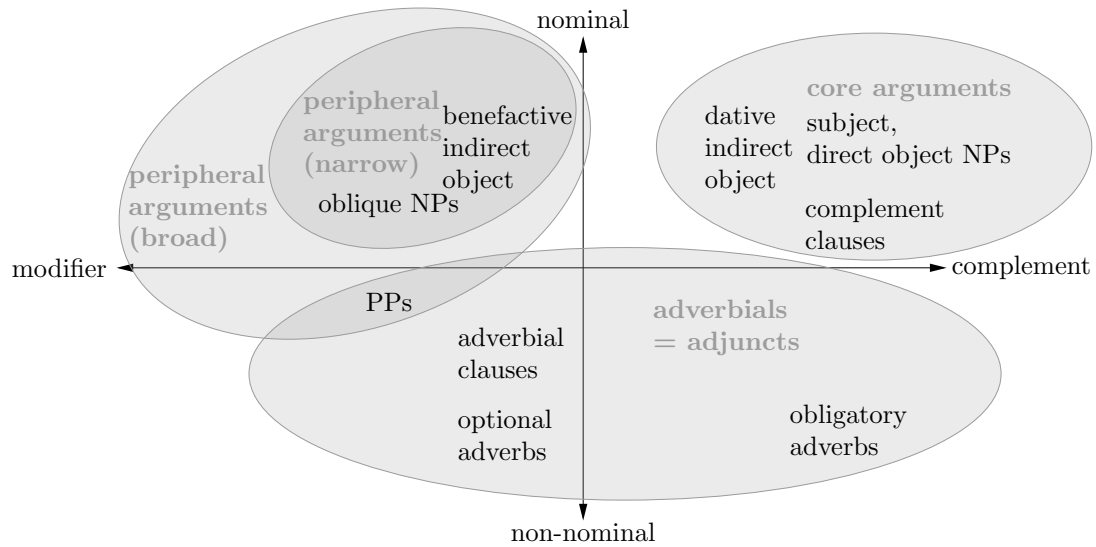 nominal
peripheral
arguments
(narrow)
benefactive
indirect
object
oblique NPs
peripheral
arguments
(broad)
core arguments
dative
indirect
object
subject,
direct object NPs
complement
clauses
modifier
complement
PPs
adverbials
= adjuncts
adverbial
clauses
optional
adverbs
obligatory
adverbs
non-nominal